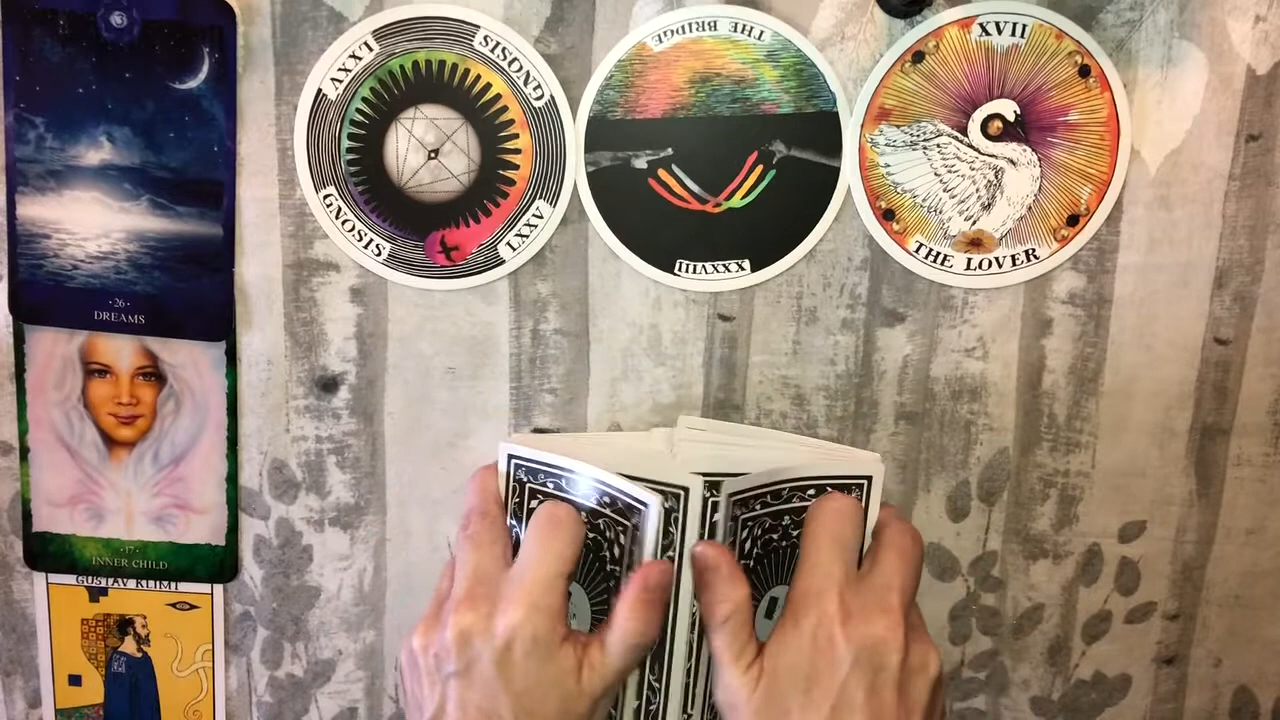 ·26·
DREAMS
·17·
INNER CHILD
GUSTAV KLIMT
LXXV
GNOSIS
GNOSIS
LXXV
THE BRIDGE
XXXVIII
XVII
THE LOVER